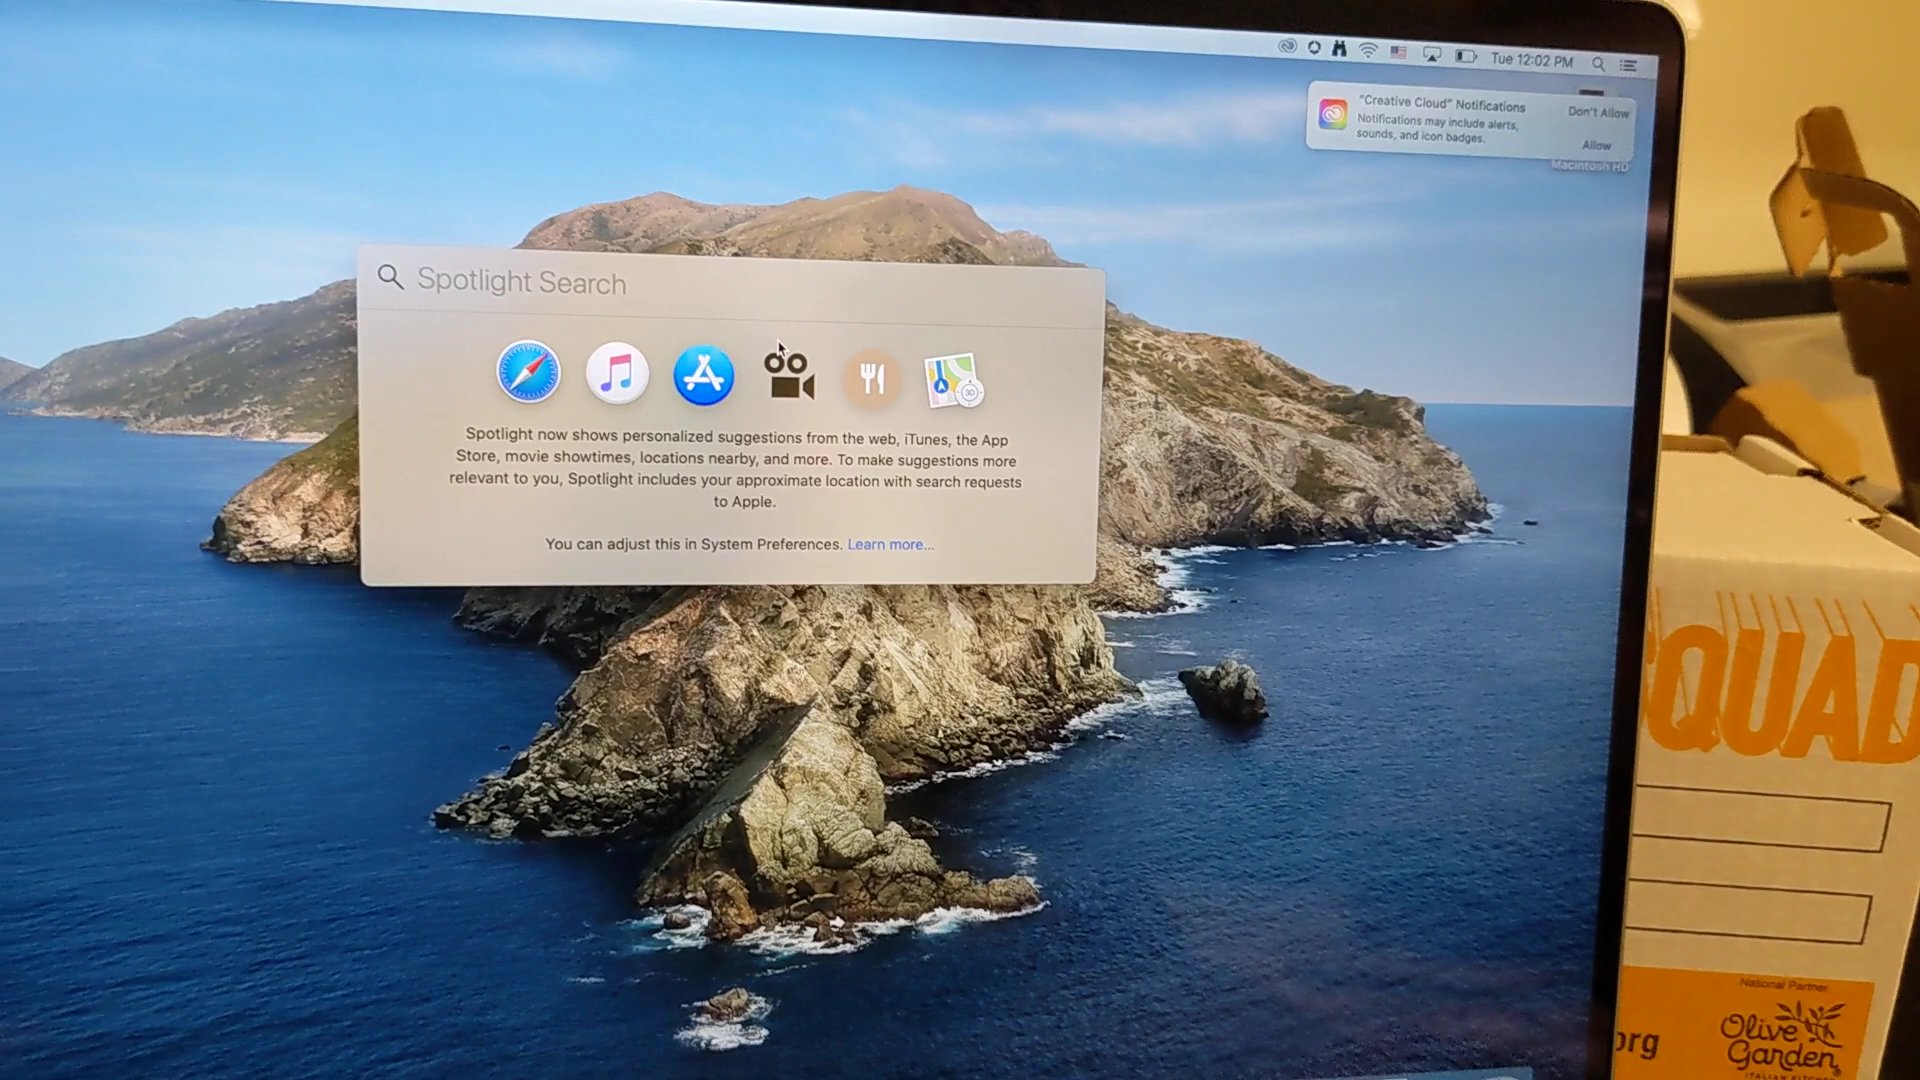 Tue 12:02 PM
"Creative Cloud" Notifications
Notifications may include alerts,
sounds, and icon badges.
Don't Allow
Allow
Macintosh HD
Spotlight Search
30
Spotlight now shows personalized suggestions from the web, iTunes, the App
Store, movie showtimes, locations nearby, and more. To make suggestions more
relevant to you, Spotlight includes your approximate location with search requests
to Apple.
You can adjust this in System Preferences. Learn more...
QUAD
National Partner
org
Olive
Garden
ITALIAN